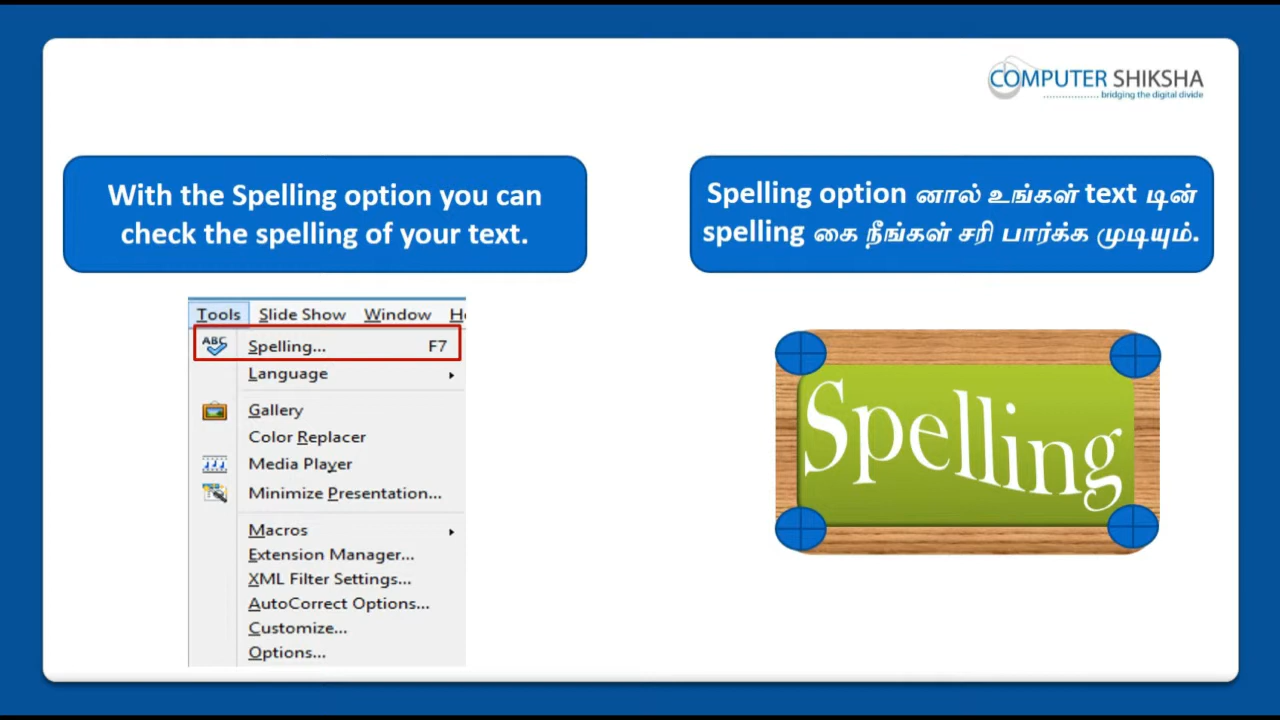 COMPUTER SHIKSHA
bridging the digital divide
With the Spelling option you can
check the spelling of your text.
Spelling option னால் உங்கள் text டின்
spelling கை நீங்கள் சரி பார்க்க முடியும்.
Tools Slide Show Window He
ABC Spelling... F7
Language
Gallery
Color Replacer
Media Player
Minimize Presentation...
Macros
Extension Manager...
XML Filter Settings...
AutoCorrect Options...
Customize...
Options...
Spelling